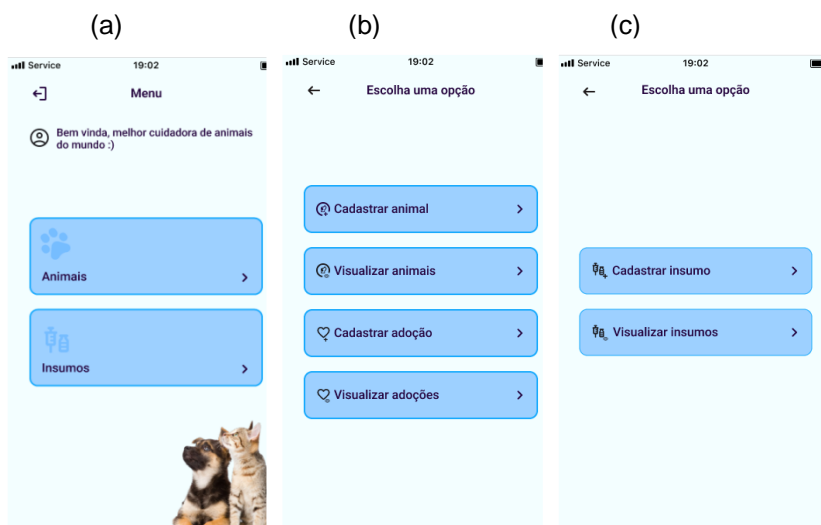 (a)
Service 19:02
Menu
Bem vinda, melhor cuidadora de animais
do mundo :)
Animais
Insumos
(b)
Service 19:02
Escolha uma opção
Cadastrar animal
Visualizar animais
Cadastrar adoção
Visualizar adoções
(c)
Service 19:02
Escolha uma opção
Cadastrar insumo
Visualizar insumos